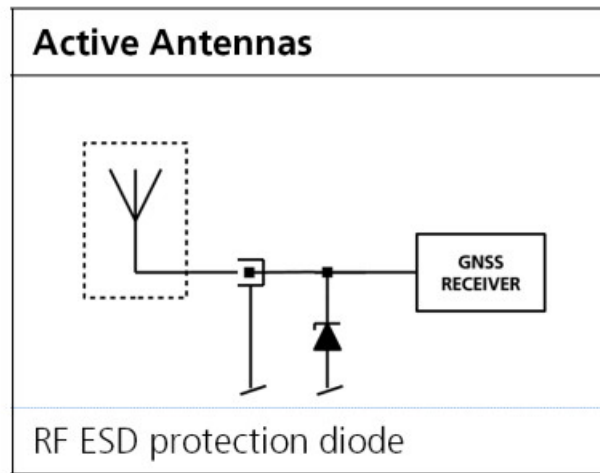 Active Antennas
GNSS
RECEIVER
RF ESD protection diode